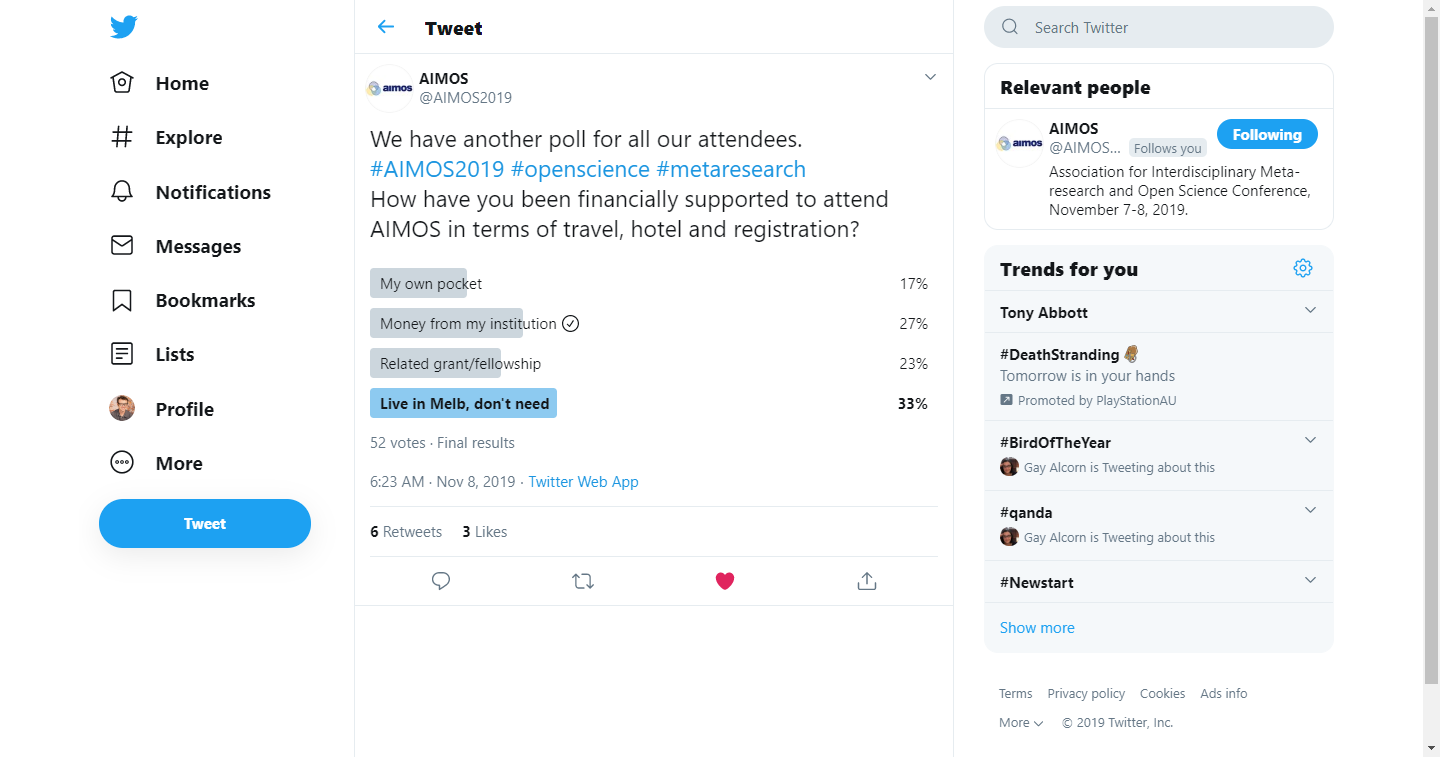 Home
Explore
Notifications
Messages
Bookmarks
Lists
Profile
More
Tweet
Tweet
aimos
AIMOS
@AIMOS2019
We have another poll for all our attendees.
#AIMOS2019 #openscience #metaresearch
How have you been financially supported to attend
AIMOS in terms of travel, hotel and registration?
My own pocket 17%
Money from my institution 27%
Related grant/fellowship 23%
Live in Melb, don't need 33%
52 votes · Final results
6:23 AM · Nov 8, 2019 · Twitter Web App
6 Retweets 3 Likes
Search Twitter
Relevant people
aimos
AIMOS
@AIMOS... Follows you
Following
Association for Interdisciplinary Meta-
research and Open Science Conference,
November 7-8, 2019.
Trends for you
Tony Abbott
#DeathStranding
Tomorrow is in your hands
Promoted by PlayStationAU
#BirdOfTheYear
Gay Alcorn is Tweeting about this
#qanda
Gay Alcorn is Tweeting about this
#Newstart
Show more
Terms Privacy policy Cookies Ads info
More © 2019 Twitter, Inc.